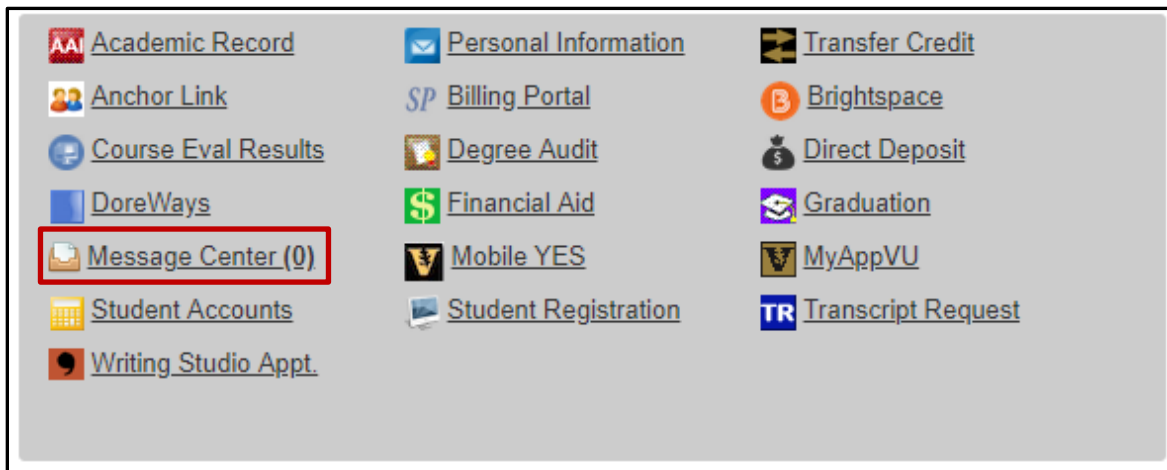 AAI Academic Record Personal Information Transfer Credit
Anchor Link SP Billing Portal B Brightspace
Course Eval Results Degree Audit $ Direct Deposit
DoreWays $ Financial Aid Graduation
Message Center (0) V Mobile YES V MyAppVU
Student Accounts Student Registration TR Transcript Request
Writing Studio Appt.